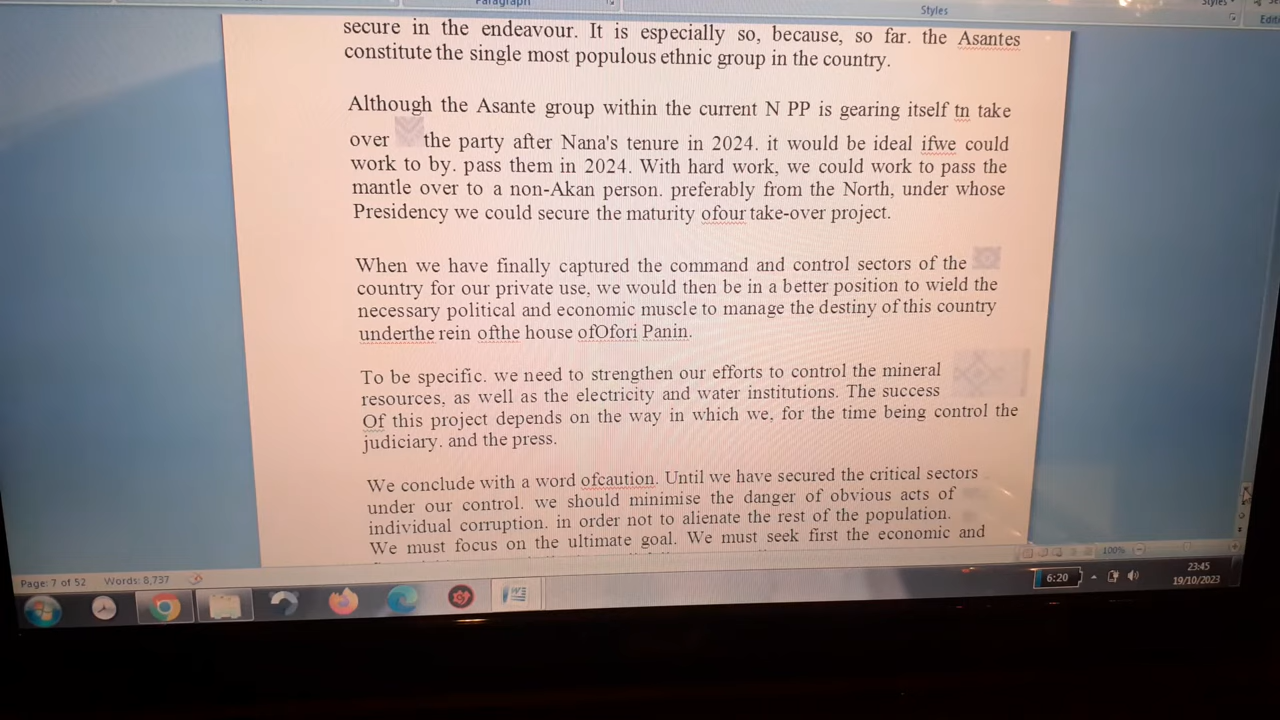 Paragraph
Styles
Styles
Editi
secure in the endeavour. It is especially so, because, so far. the Asantes
constitute the single most populous ethnic group in the country.
Although the Asante group within the current N PP is gearing itself tn take
over the party after Nana's tenure in 2024. it would be ideal ifwe could
work to by. pass them in 2024. With hard work, we could work to pass the
mantle over to a non-Akan person. preferably from the North, under whose
Presidency we could secure the maturity ofour take-over project.
When we have finally captured the command and control sectors of the
country for our private use, we would then be in a better position to wield the
necessary political and economic muscle to manage the destiny of this country
underthe rein ofthe house ofOfori Panin.
To be specific. we need to strengthen our efforts to control the mineral
resources, as well as the electricity and water institutions. The success
Of this project depends on the way in which we, for the time being control the
judiciary. and the press.
We conclude with a word ofcaution. Until we have secured the critical sectors
under our control. we should minimise the danger of obvious acts of
individual corruption. in order not to alienate the rest of the population.
We must focus on the ultimate goal. We must seek first the economic and
Page: 7 of 52 Words: 8,737
100%
6:20
23:45
19/10/2023